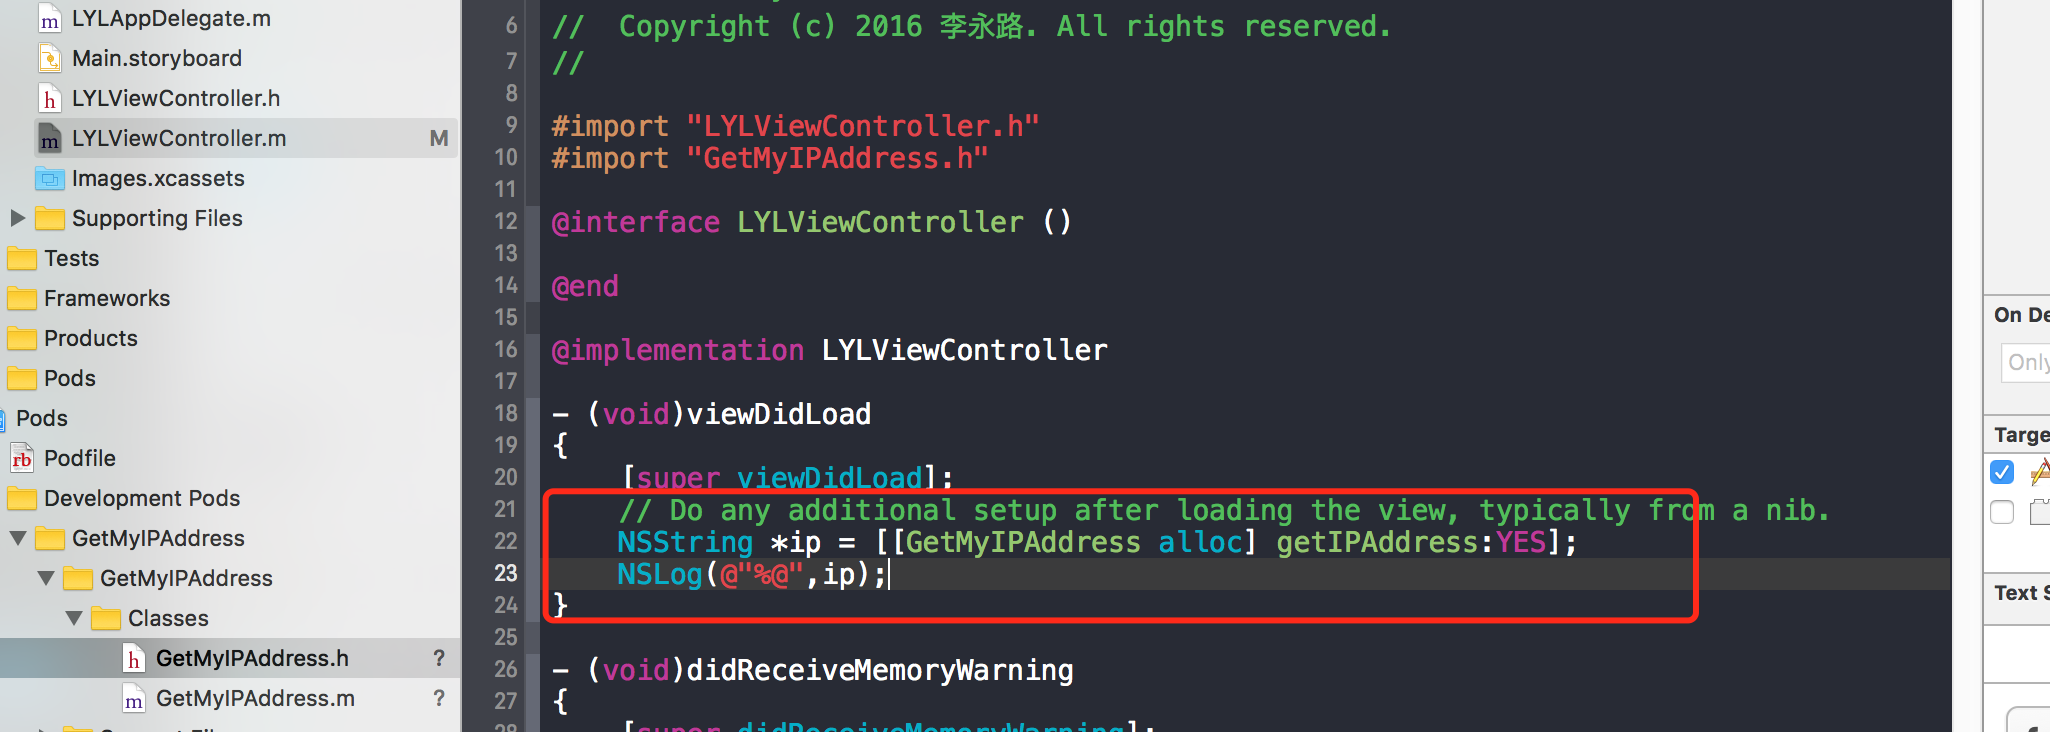 LYLAppDelegate.m
Main.storyboard
LYLViewController.h
LYLViewController.m M
Images.xcassets
Supporting Files
Tests
Frameworks
Products
Pods
Pods
Podfile
Development Pods
GetMyIPAddress
GetMyIPAddress
Classes
GetMyIPAddress.h ?
GetMyIPAddress.m ?
6 //  Copyright (c) 2016 李永路. All rights reserved.
7 //
8
9 #import "LYLViewController.h"
10 #import "GetMyIPAddress.h"
11
12 @interface LYLViewController ()
13
14 @end
15
16 @implementation LYLViewController
17
18 - (void)viewDidLoad
19 {
20     [super viewDidLoad];
21     // Do any additional setup after loading the view, typically from a nib.
22     NSString *ip = [[GetMyIPAddress alloc] getIPAddress:YES];
23     NSLog(@"%@",ip);
24 }
25
26 - (void)didReceiveMemoryWarning
27 {
28     [super didReceiveMemoryWarning];
On De
Only
Targe
Text S